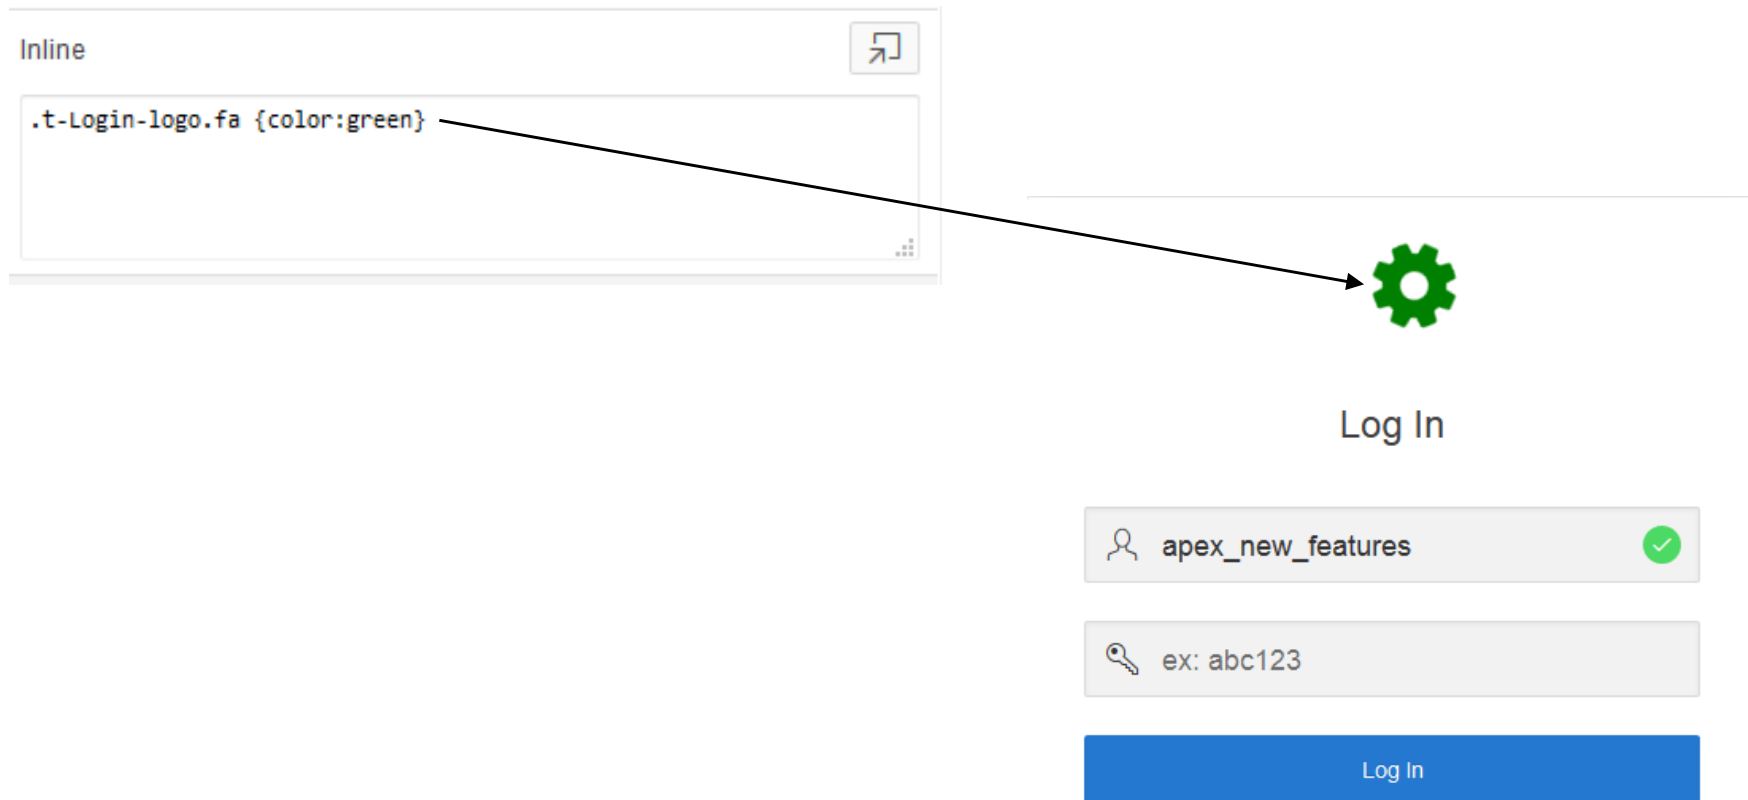 Inline
.t-Login-logo.fa {color:green}
Log In
apex_new_features
ex: abc123
Log In